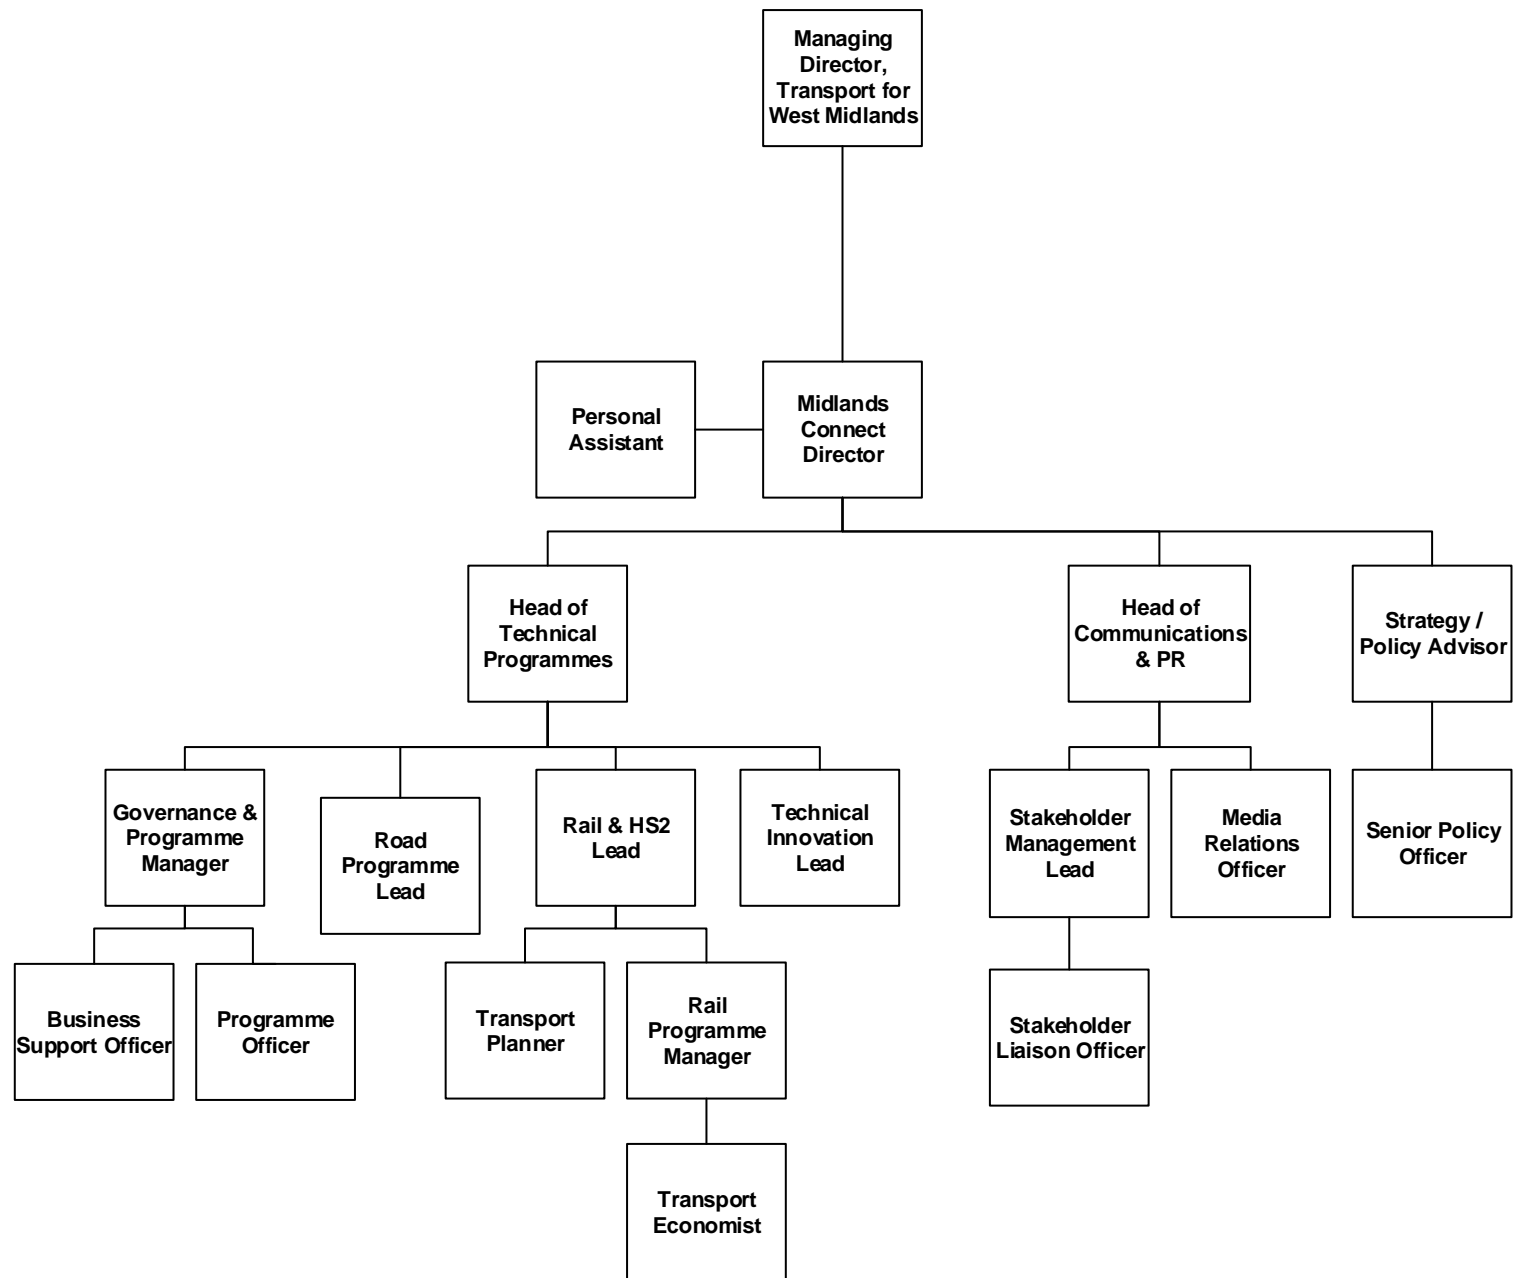 Managing
Director,
Transport for
West Midlands
Personal
Assistant
Midlands
Connect
Director
Head of
Technical
Programmes
Head of
Communications
& PR
Strategy /
Policy Advisor
Governance &
Programme
Manager
Road
Programme
Lead
Rail & HS2
Lead
Technical
Innovation
Lead
Stakeholder
Management
Lead
Media
Relations
Officer
Senior Policy
Officer
Business
Support Officer
Programme
Officer
Transport
Planner
Rail
Programme
Manager
Stakeholder
Liaison Officer
Transport
Economist